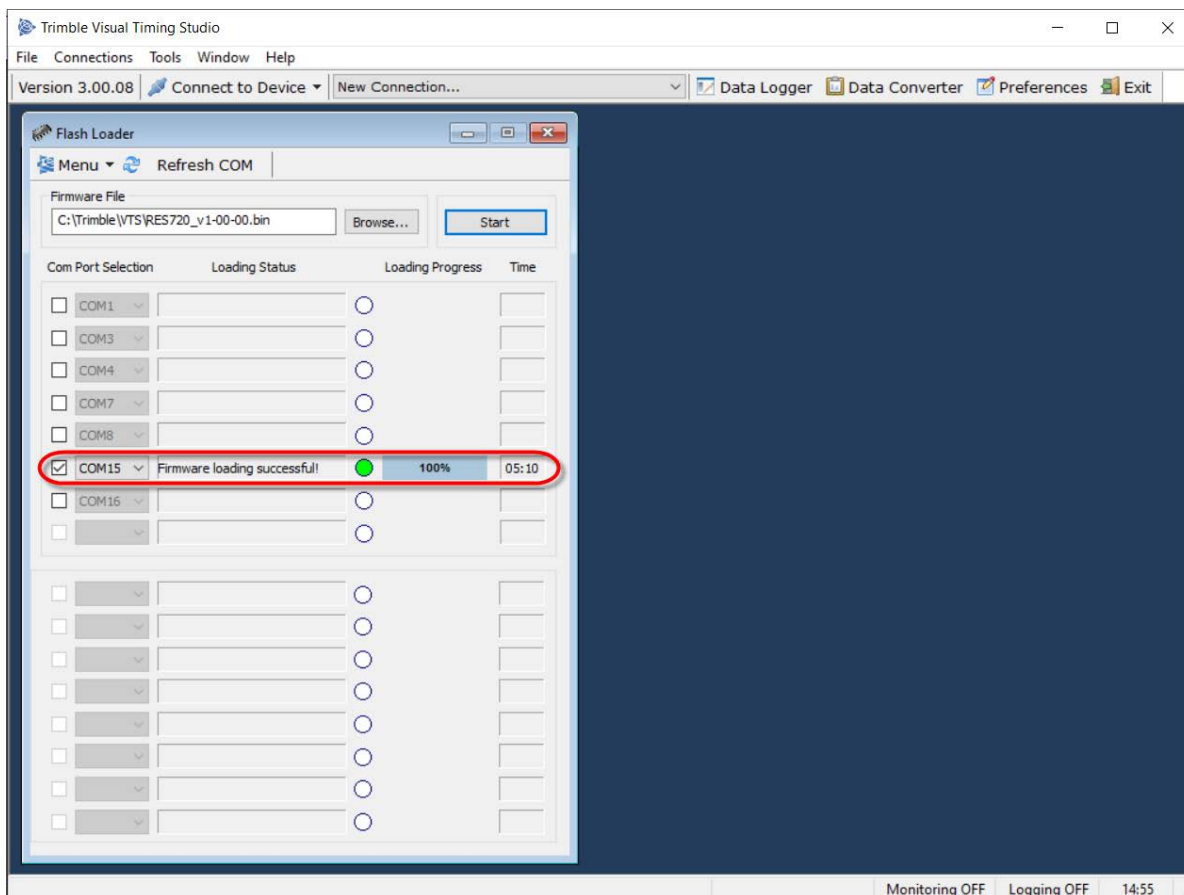 Trimble Visual Timing Studio
File Connections Tools Window Help
Version 3.00.08 Connect to Device New Connection... Data Logger Data Converter Preferences Exit
Flash Loader
Menu Refresh COM
Firmware File
C:\Trimble\VTS\RES720_v1-00-00.bin Browse... Start
Com Port Selection Loading Status Loading Progress Time
COM1
COM3
COM4
COM7
COM8
COM15 Firmware loading successful! 100% 05:10
COM16
Monitoring OFF Logging OFF 14:55